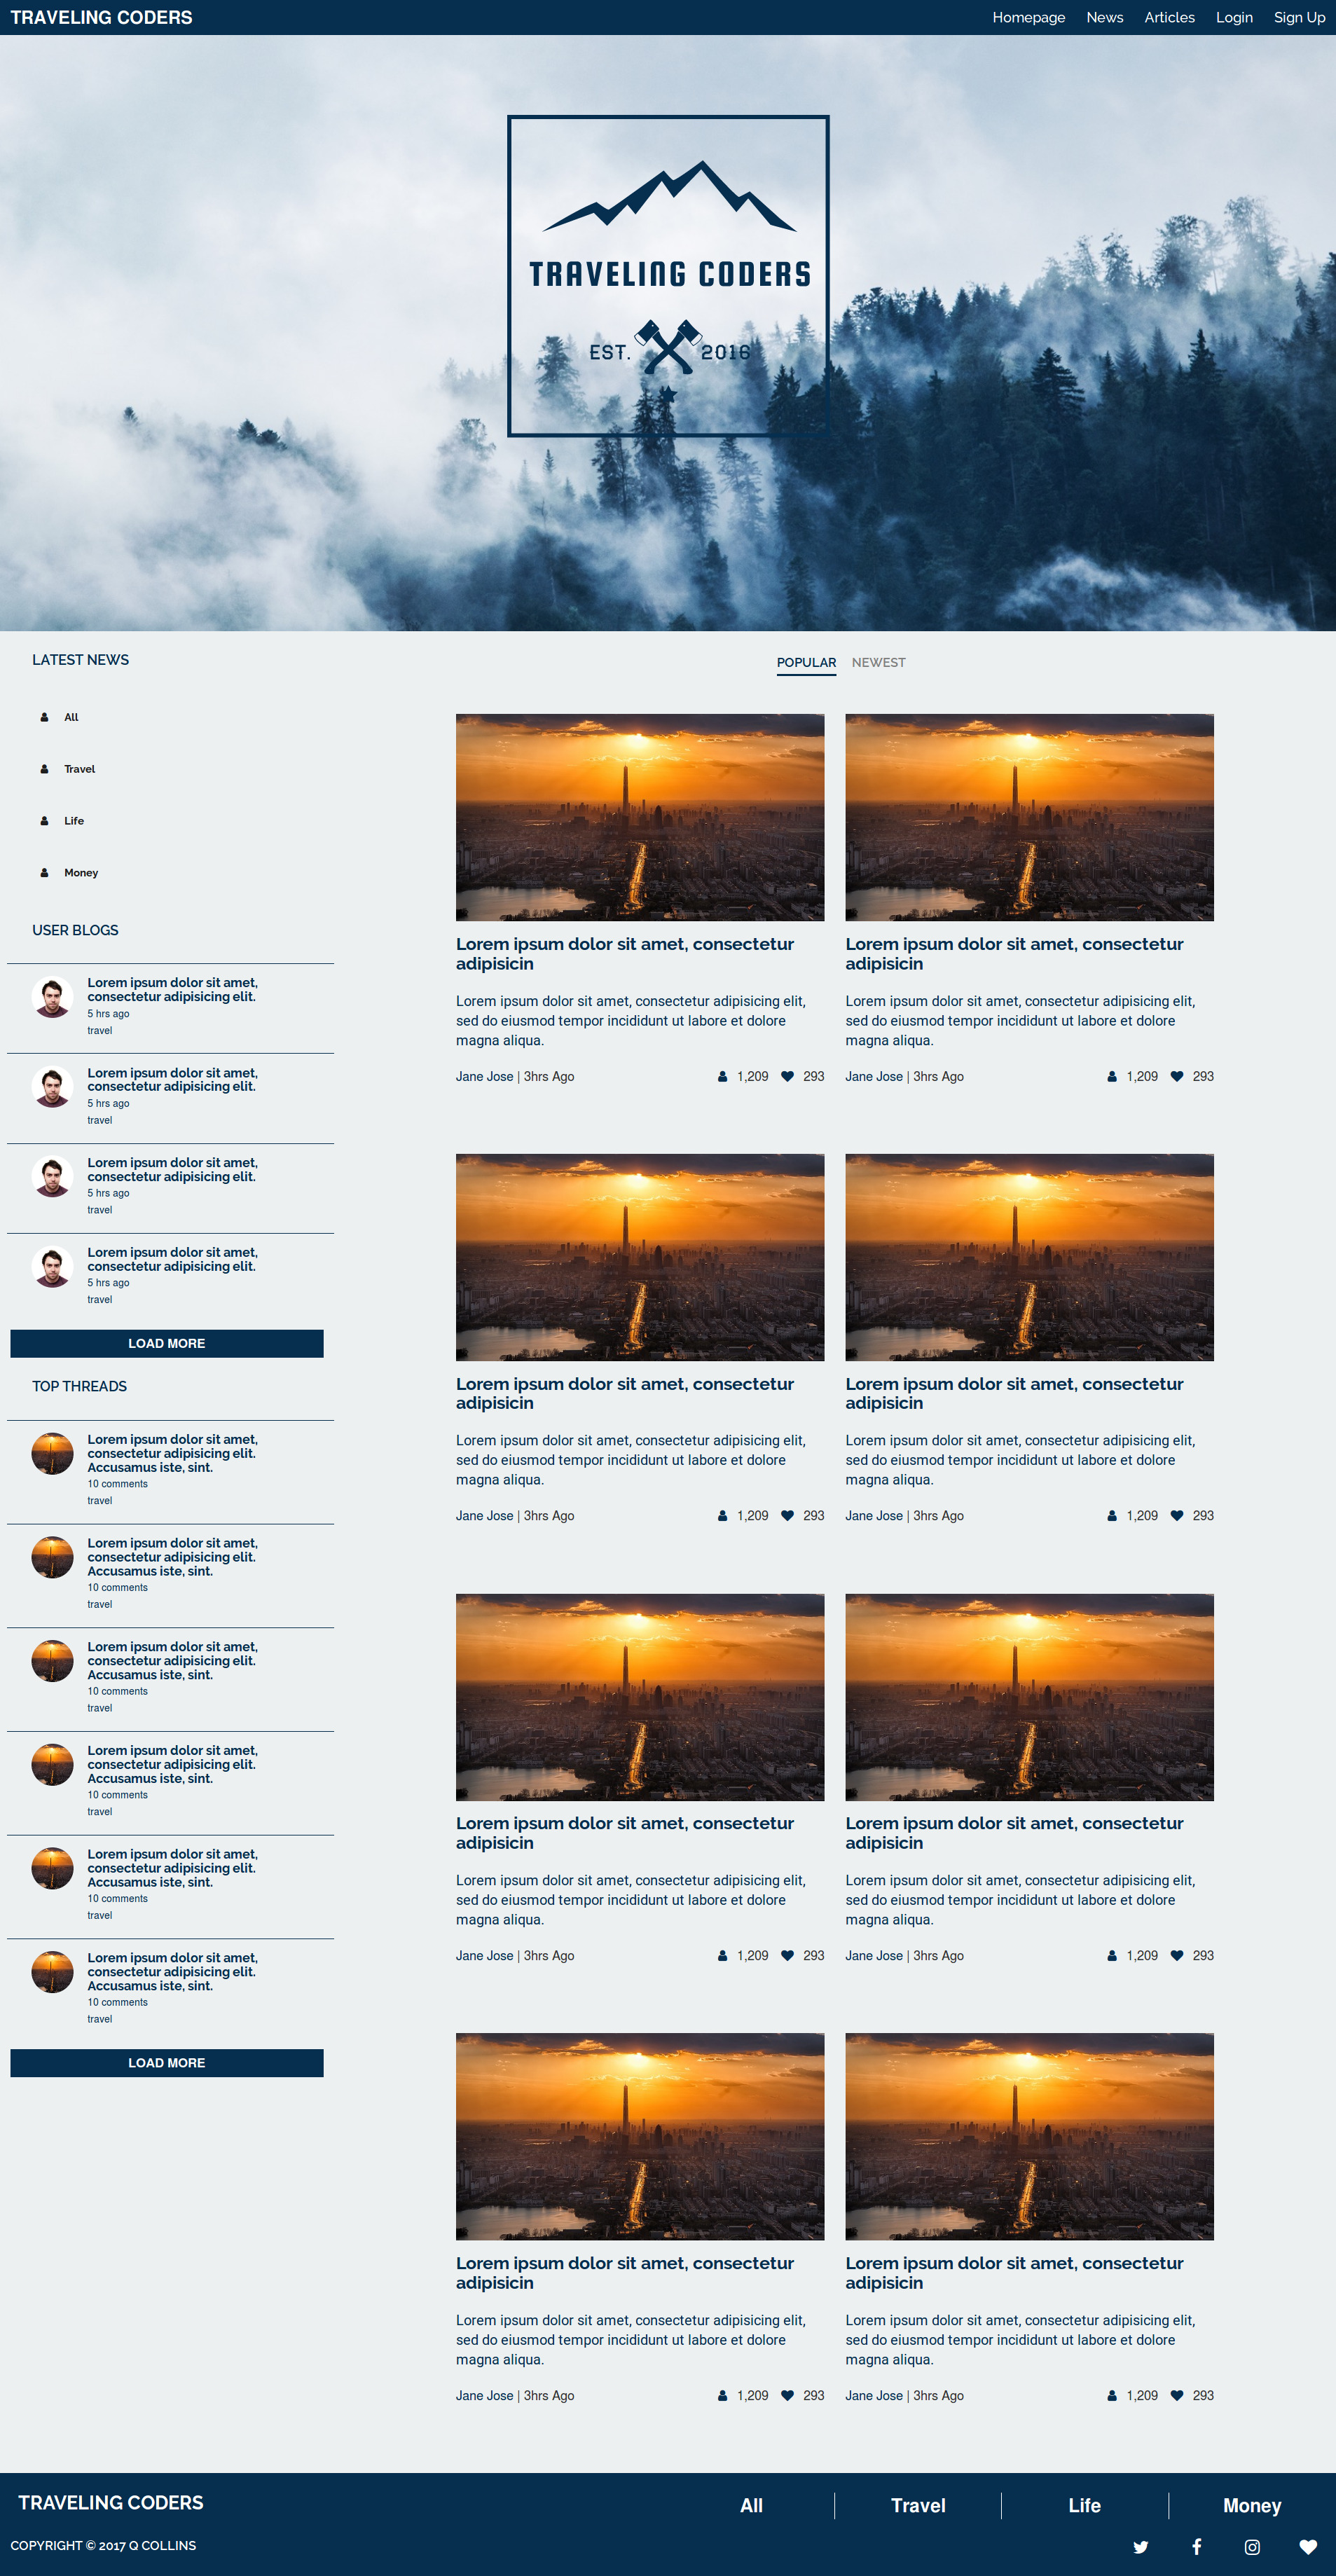 TRAVELING CODERS
Homepage News Articles Login Sign Up
TRAVELING CODERS
EST. 2016
LATEST NEWS
All
Travel
Life
Money
USER BLOGS
Lorem ipsum dolor sit amet,
consectetur adipisicing elit.
5 hrs ago
travel
Lorem ipsum dolor sit amet,
consectetur adipisicing elit.
5 hrs ago
travel
Lorem ipsum dolor sit amet,
consectetur adipisicing elit.
5 hrs ago
travel
Lorem ipsum dolor sit amet,
consectetur adipisicing elit.
5 hrs ago
travel
LOAD MORE
TOP THREADS
Lorem ipsum dolor sit amet,
consectetur adipisicing elit.
Accusamus iste, sint.
10 comments
travel
Lorem ipsum dolor sit amet,
consectetur adipisicing elit.
Accusamus iste, sint.
10 comments
travel
Lorem ipsum dolor sit amet,
consectetur adipisicing elit.
Accusamus iste, sint.
10 comments
travel
Lorem ipsum dolor sit amet,
consectetur adipisicing elit.
Accusamus iste, sint.
10 comments
travel
Lorem ipsum dolor sit amet,
consectetur adipisicing elit.
Accusamus iste, sint.
10 comments
travel
Lorem ipsum dolor sit amet,
consectetur adipisicing elit.
Accusamus iste, sint.
10 comments
travel
LOAD MORE
POPULAR NEWEST
Lorem ipsum dolor sit amet, consectetur
adipisicin
Lorem ipsum dolor sit amet, consectetur adipisicing elit,
sed do eiusmod tempor incididunt ut labore et dolore
magna aliqua.
Jane Jose | 3hrs Ago 1,209 293
Lorem ipsum dolor sit amet, consectetur
adipisicin
Lorem ipsum dolor sit amet, consectetur adipisicing elit,
sed do eiusmod tempor incididunt ut labore et dolore
magna aliqua.
Jane Jose | 3hrs Ago 1,209 293
Lorem ipsum dolor sit amet, consectetur
adipisicin
Lorem ipsum dolor sit amet, consectetur adipisicing elit,
sed do eiusmod tempor incididunt ut labore et dolore
magna aliqua.
Jane Jose | 3hrs Ago 1,209 293
Lorem ipsum dolor sit amet, consectetur
adipisicin
Lorem ipsum dolor sit amet, consectetur adipisicing elit,
sed do eiusmod tempor incididunt ut labore et dolore
magna aliqua.
Jane Jose | 3hrs Ago 1,209 293
Lorem ipsum dolor sit amet, consectetur
adipisicin
Lorem ipsum dolor sit amet, consectetur adipisicing elit,
sed do eiusmod tempor incididunt ut labore et dolore
magna aliqua.
Jane Jose | 3hrs Ago 1,209 293
Lorem ipsum dolor sit amet, consectetur
adipisicin
Lorem ipsum dolor sit amet, consectetur adipisicing elit,
sed do eiusmod tempor incididunt ut labore et dolore
magna aliqua.
Jane Jose | 3hrs Ago 1,209 293
Lorem ipsum dolor sit amet, consectetur
adipisicin
Lorem ipsum dolor sit amet, consectetur adipisicing elit,
sed do eiusmod tempor incididunt ut labore et dolore
magna aliqua.
Jane Jose | 3hrs Ago 1,209 293
Lorem ipsum dolor sit amet, consectetur
adipisicin
Lorem ipsum dolor sit amet, consectetur adipisicing elit,
sed do eiusmod tempor incididunt ut labore et dolore
magna aliqua.
Jane Jose | 3hrs Ago 1,209 293
TRAVELING CODERS
All Travel Life Money
COPYRIGHT © 2017 Q COLLINS